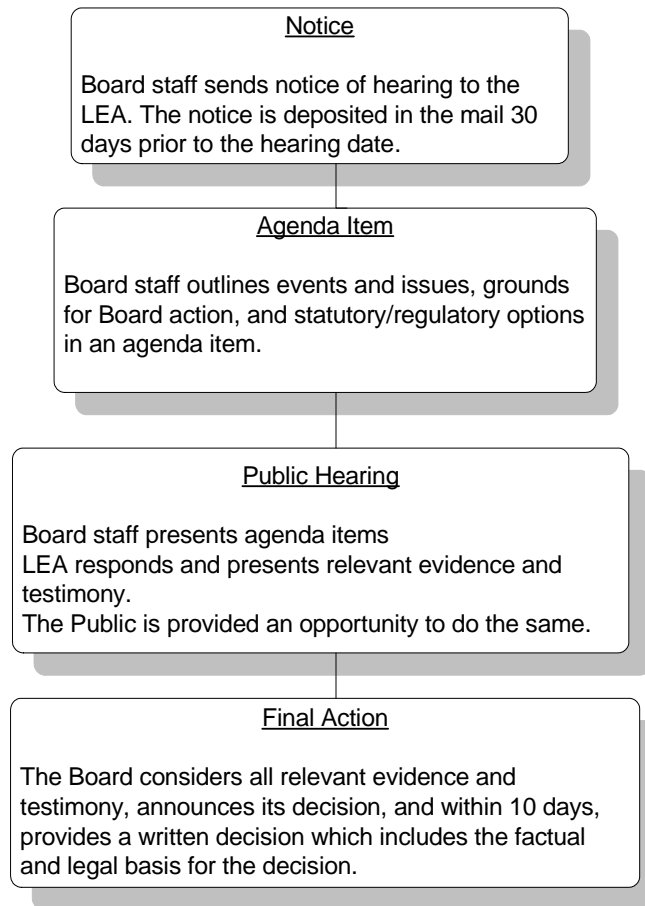 Notice
Board staff sends notice of hearing to the
LEA. The notice is deposited in the mail 30
days prior to the hearing date.
Agenda Item
Board staff outlines events and issues, grounds
for Board action, and statutory/regulatory options
in an agenda item.
Public Hearing
Board staff presents agenda items
LEA responds and presents relevant evidence and
testimony.
The Public is provided an opportunity to do the same.
Final Action
The Board considers all relevant evidence and
testimony, announces its decision, and within 10 days,
provides a written decision which includes the factual
and legal basis for the decision.